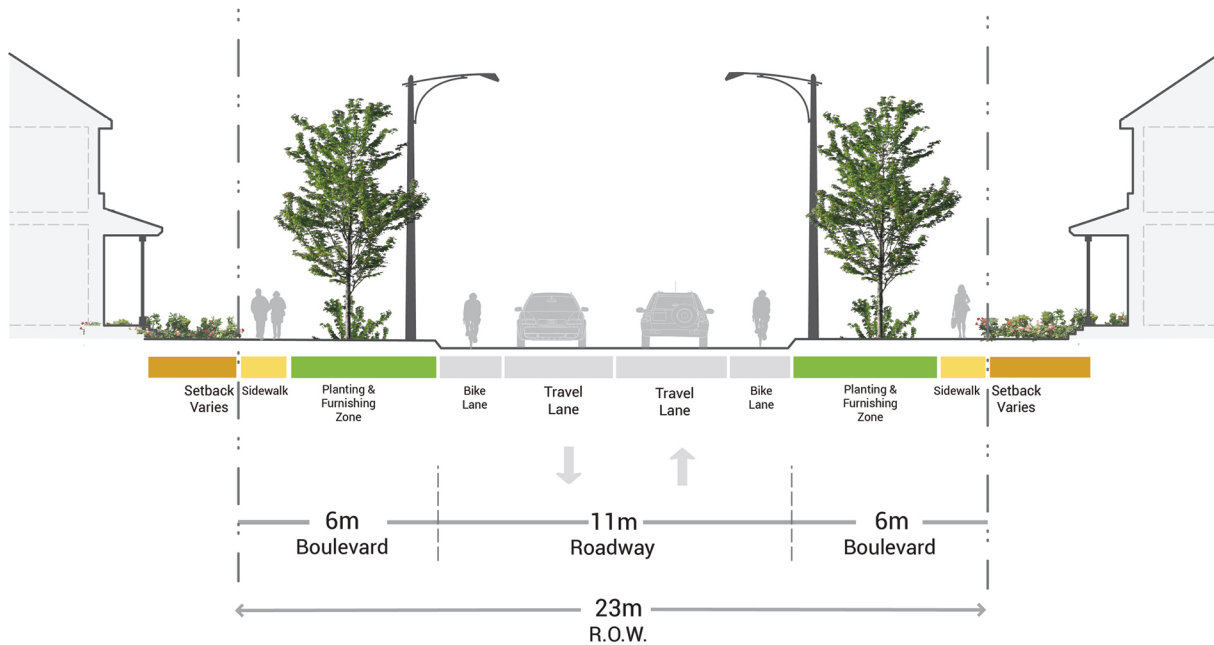 Setback
Varies
Sidewalk
Planting &
Furnishing
Zone
Bike
Lane
Travel
Lane
Travel
Lane
Bike
Lane
Planting &
Furnishing
Zone
Sidewalk
Setback
Varies
6m
Boulevard
11m
Roadway
6m
Boulevard
23m
R.O.W.